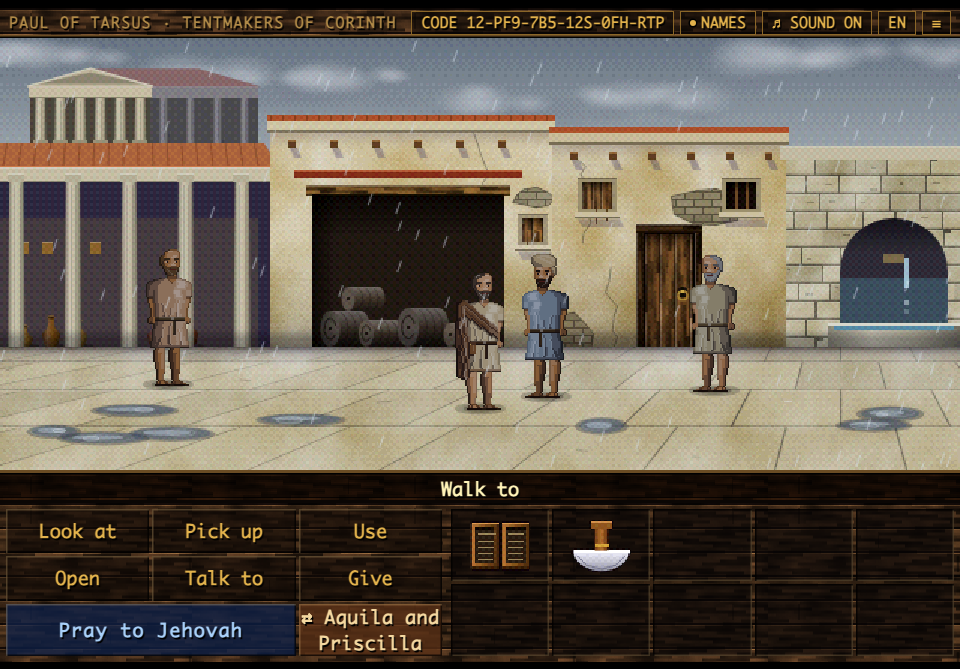 PAUL OF TARSUS · TENTMAKERS OF CORINTH
CODE 12-PF9-7B5-12S-0FH-RTP
● NAMES
♬ SOUND ON
EN
≡
Walk to
Look at
Pick up
Use
Open
Talk to
Give
Pray to Jehovah
⇄ Aquila and
Priscilla